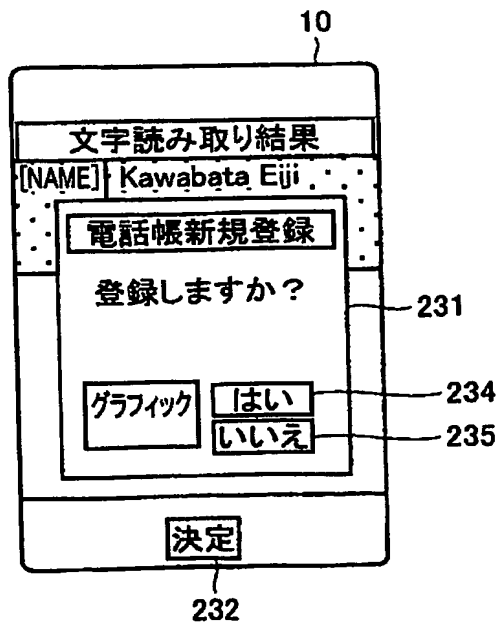 10
文字読み取り結果
[NAME] Kawabata Eiji
電話帳新規登録
登録しますか？
231
グラフィック
はい
234
いいえ
235
決定
232